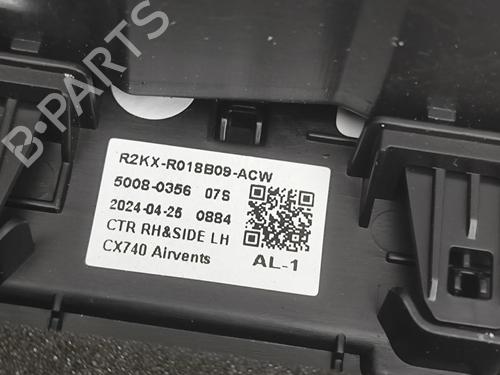 B·PARTS
R2KX-R018B09-ACW
5008-0356 07S
2024-04-25 0884
CTR RH&SIDE LH
CX740 Airvents
AL-1